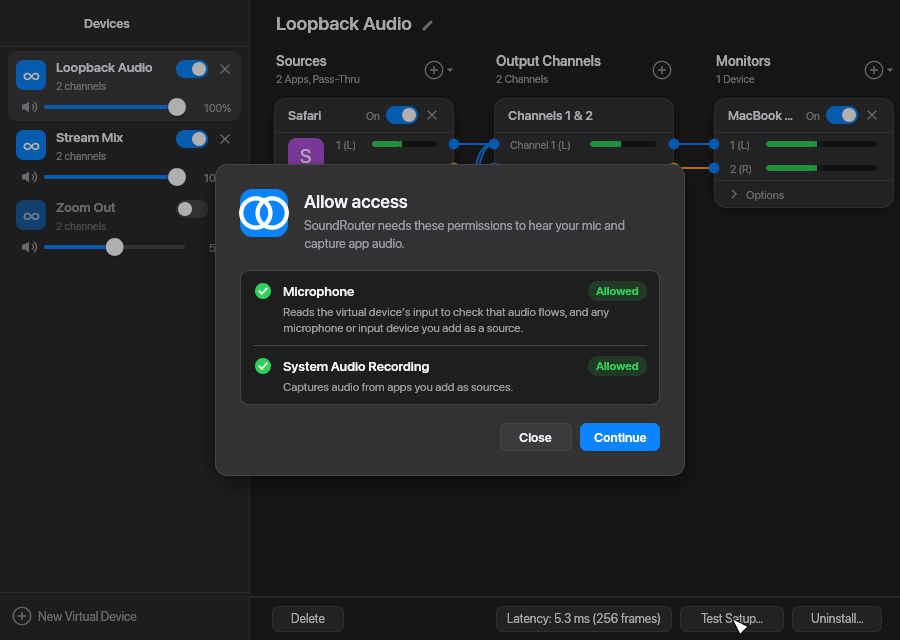 Devices
Loopback Audio
2 channels
100%
Stream Mix
2 channels
10
Zoom Out
2 channels
5
New Virtual Device
Loopback Audio
Sources
2 Apps, Pass-Thru
Output Channels
2 Channels
Monitors
1 Device
Safari
On
S
1 (L)
Channels 1 & 2
Channel 1 (L)
MacBook ...
On
1 (L)
2 (R)
Options
Allow access
SoundRouter needs these permissions to hear your mic and
capture app audio.
Microphone
Allowed
Reads the virtual device's input to check that audio flows, and any
microphone or input device you add as a source.
System Audio Recording
Allowed
Captures audio from apps you add as sources.
Close
Continue
Delete
Latency: 5.3 ms (256 frames)
Test Setup...
Uninstall...